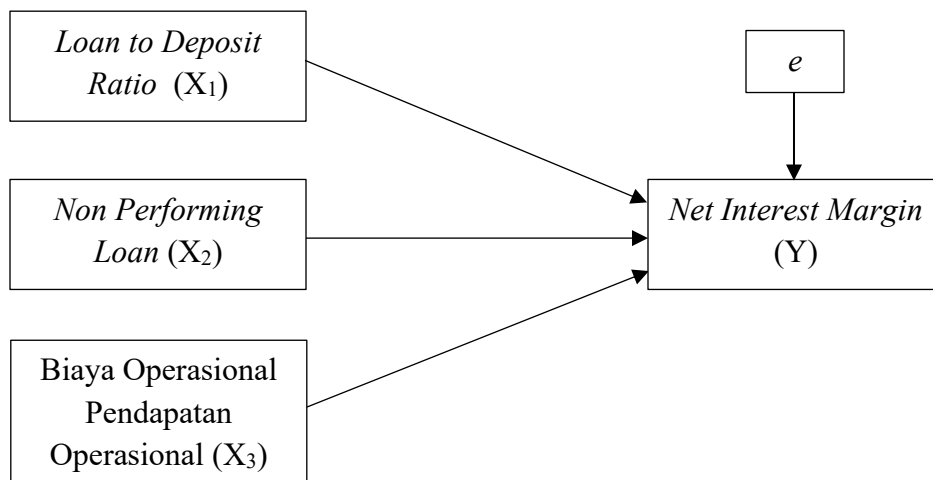 Loan to Deposit
Ratio (X₁)
e
Non Performing
Loan (X₂)
Net Interest Margin
(Y)
Biaya Operasional
Pendapatan
Operasional (X₃)